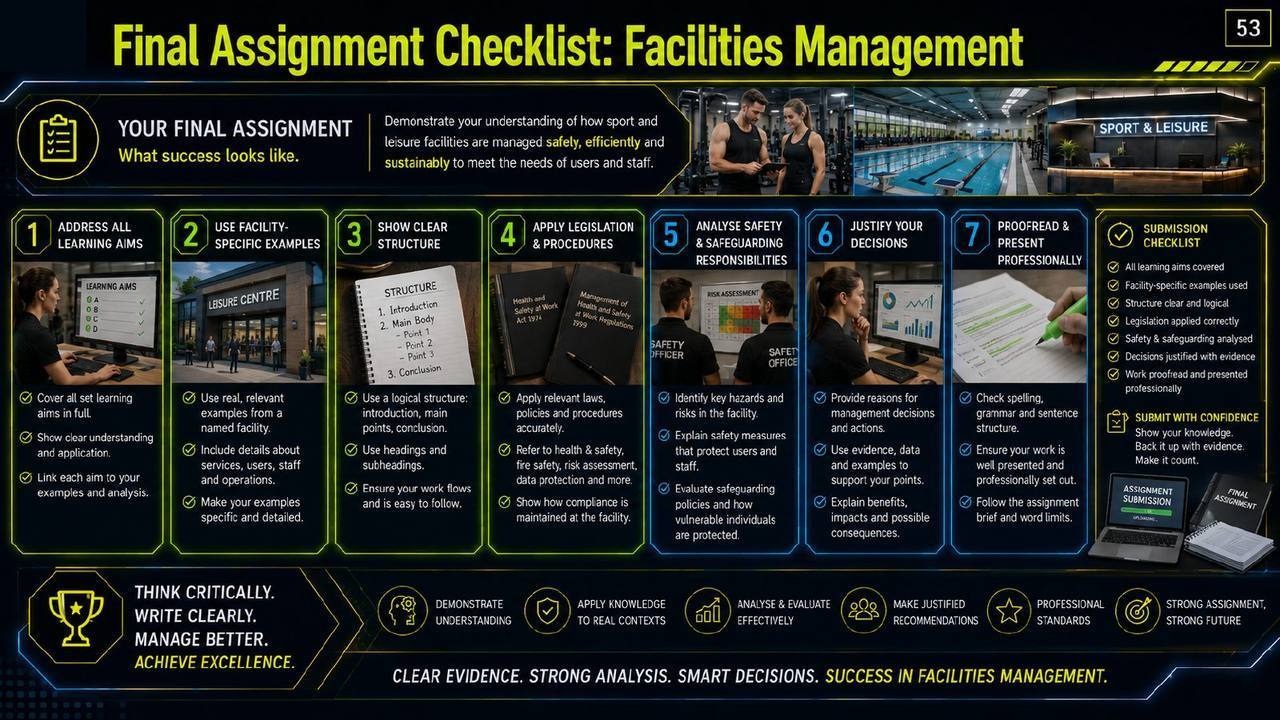 Final Assignment Checklist: Facilities Management
53
YOUR FINAL ASSIGNMENT
What success looks like.
Demonstrate your understanding of how sport and
leisure facilities are managed safely, efficiently and
sustainably to meet the needs of users and staff.
SPORT & LEISURE
1
ADDRESS ALL
LEARNING AIMS
LEARNING AIMS
A
B
C
D
Cover all set learning
aims in full.
Show clear understanding
and application.
Link each aim to your
examples and analysis.
2
USE FACILITY-
SPECIFIC EXAMPLES
LEISURE CENTRE
Use real, relevant
examples from a
named facility.
Include details about
services, users, staff
and operations.
Make your examples
specific and detailed.
3
SHOW CLEAR
STRUCTURE
STRUCTURE
1. Introduction
2. Main Body
– Point 1
– Point 2
– Point 3
3. Conclusion
Use a logical structure:
introduction, main
points, conclusion.
Use headings and
subheadings.
Ensure your work flows
and is easy to follow.
4
APPLY LEGISLATION
& PROCEDURES
Health and
Safety at Work
Act 1974
Management of
Health and Safety
at Work Regulations
1999
Apply relevant laws,
policies and procedures
accurately.
Refer to health & safety,
fire safety, risk assessment,
data protection and more.
Show how compliance is
maintained at the facility.
5
ANALYSE SAFETY
& SAFEGUARDING
RESPONSIBILITIES
RISK ASSESSMENT
SAFETY
OFFICER
SAFETY
OFFICER
Identify key hazards and
risks in the facility.
Explain safety measures
that protect users and
staff.
Evaluate safeguarding
policies and how
vulnerable individuals
are protected.
6
JUSTIFY YOUR
DECISIONS
Provide reasons for
management decisions
and actions.
Use evidence, data
and examples to
support your points.
Explain benefits,
impacts and possible
consequences.
7
PROOFREAD &
PRESENT
PROFESSIONALLY
Check spelling,
grammar and sentence
structure.
Ensure your work is
well presented and
professionally set out.
Follow the assignment
brief and word limits.
SUBMISSION
CHECKLIST
All learning aims covered
Facility-specific examples used
Structure clear and logical
Legislation applied correctly
Safety & safeguarding analysed
Decisions justified with evidence
Work proofread and presented
professionally
SUBMIT WITH CONFIDENCE
Show your knowledge.
Back it up with evidence.
Make it count.
ASSIGNMENT
SUBMISSION
UPLOADING...
FINAL
ASSIGNMENT
THINK CRITICALLY.
WRITE CLEARLY.
MANAGE BETTER.
ACHIEVE EXCELLENCE.
DEMONSTRATE
UNDERSTANDING
APPLY KNOWLEDGE
TO REAL CONTEXTS
ANALYSE & EVALUATE
EFFECTIVELY
MAKE JUSTIFIED
RECOMMENDATIONS
PROFESSIONAL
STANDARDS
STRONG ASSIGNMENT,
STRONG FUTURE
CLEAR EVIDENCE. STRONG ANALYSIS. SMART DECISIONS. SUCCESS IN FACILITIES MANAGEMENT.